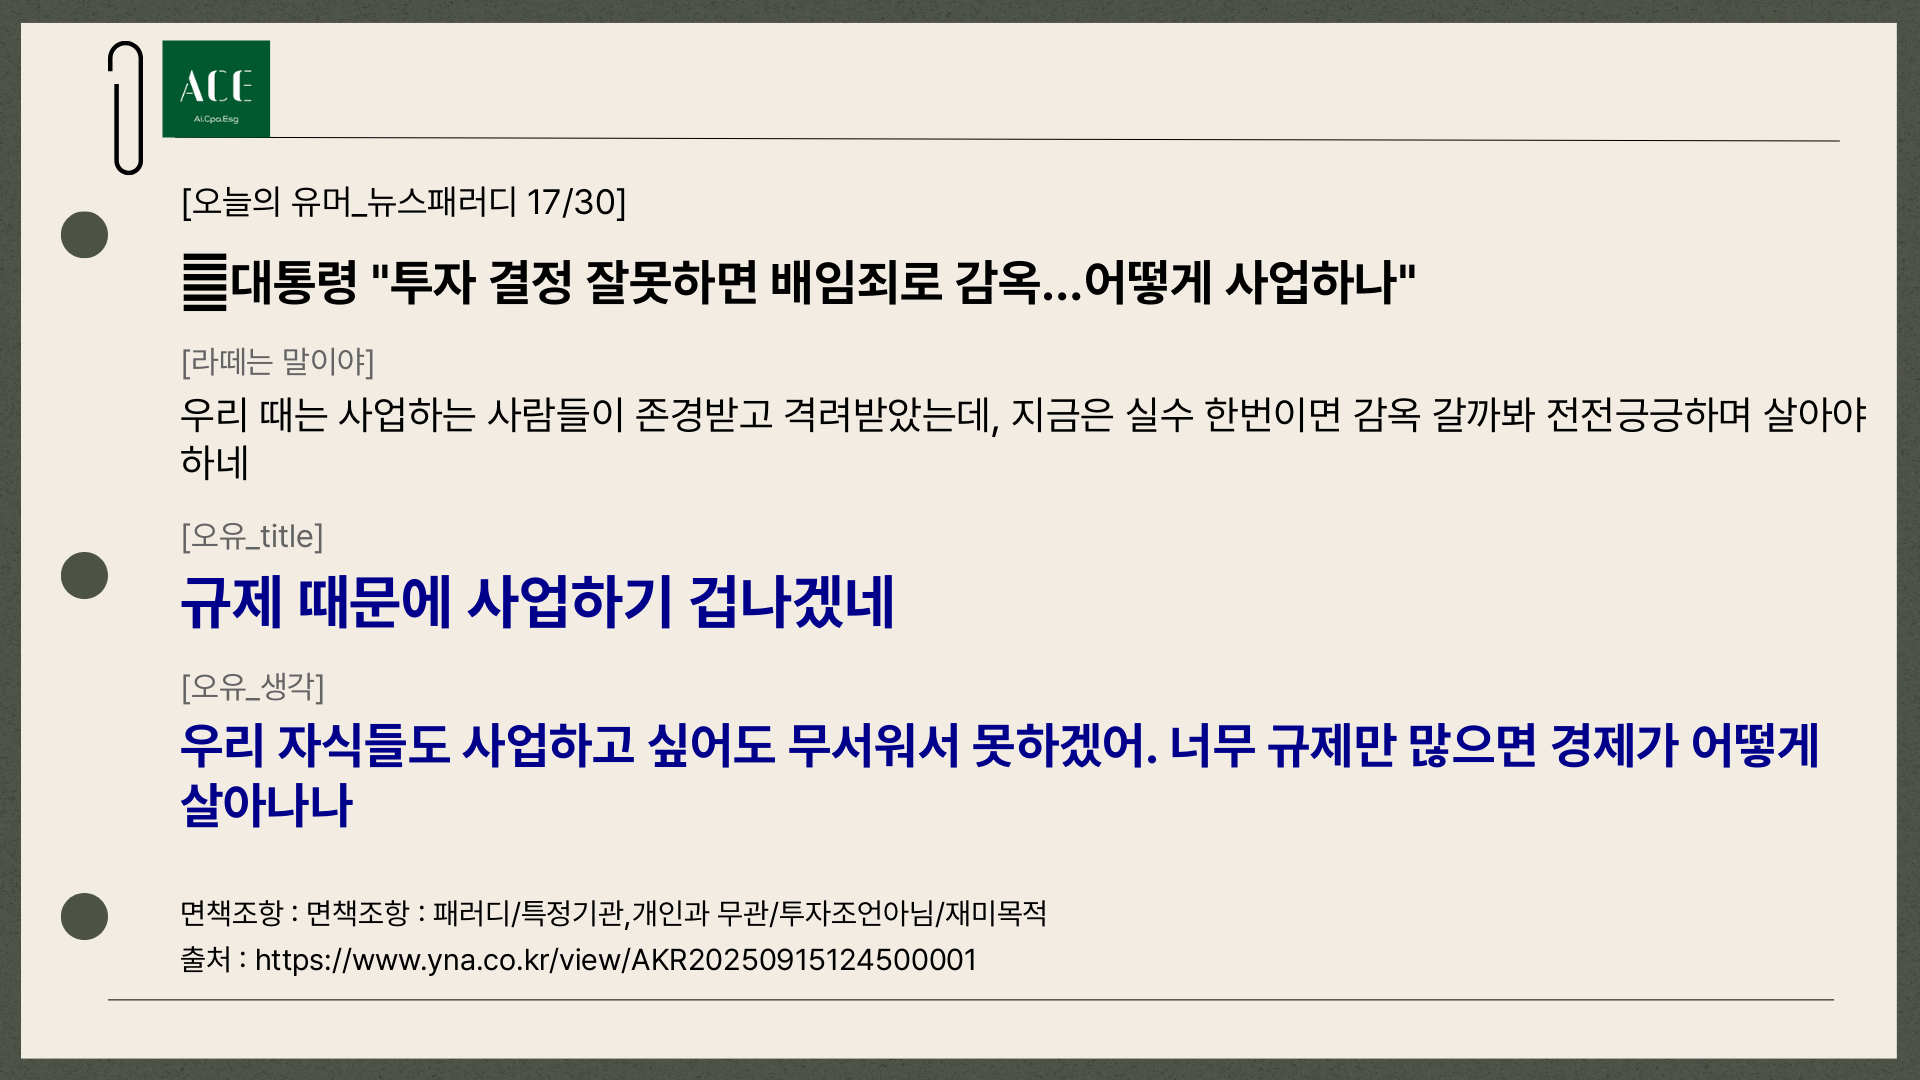 ACE
Ai.Cpa.Esg
[오늘의 유머_뉴스패러디 17/30]
대통령 "투자 결정 잘못하면 배임죄로 감옥...어떻게 사업하나"
[라떼는 말이야]
우리 때는 사업하는 사람들이 존경받고 격려받았는데, 지금은 실수 한번이면 감옥 갈까봐 전전긍긍하며 살아야
하네
[오유_title]
규제 때문에 사업하기 겁나겠네
[오유_생각]
우리 자식들도 사업하고 싶어도 무서워서 못하겠어. 너무 규제만 많으면 경제가 어떻게
살아나나
면책조항 : 면책조항 : 패러디/특정기관,개인과 무관/투자조언아님/재미목적
출처 : https://www.yna.co.kr/view/AKR20250915124500001